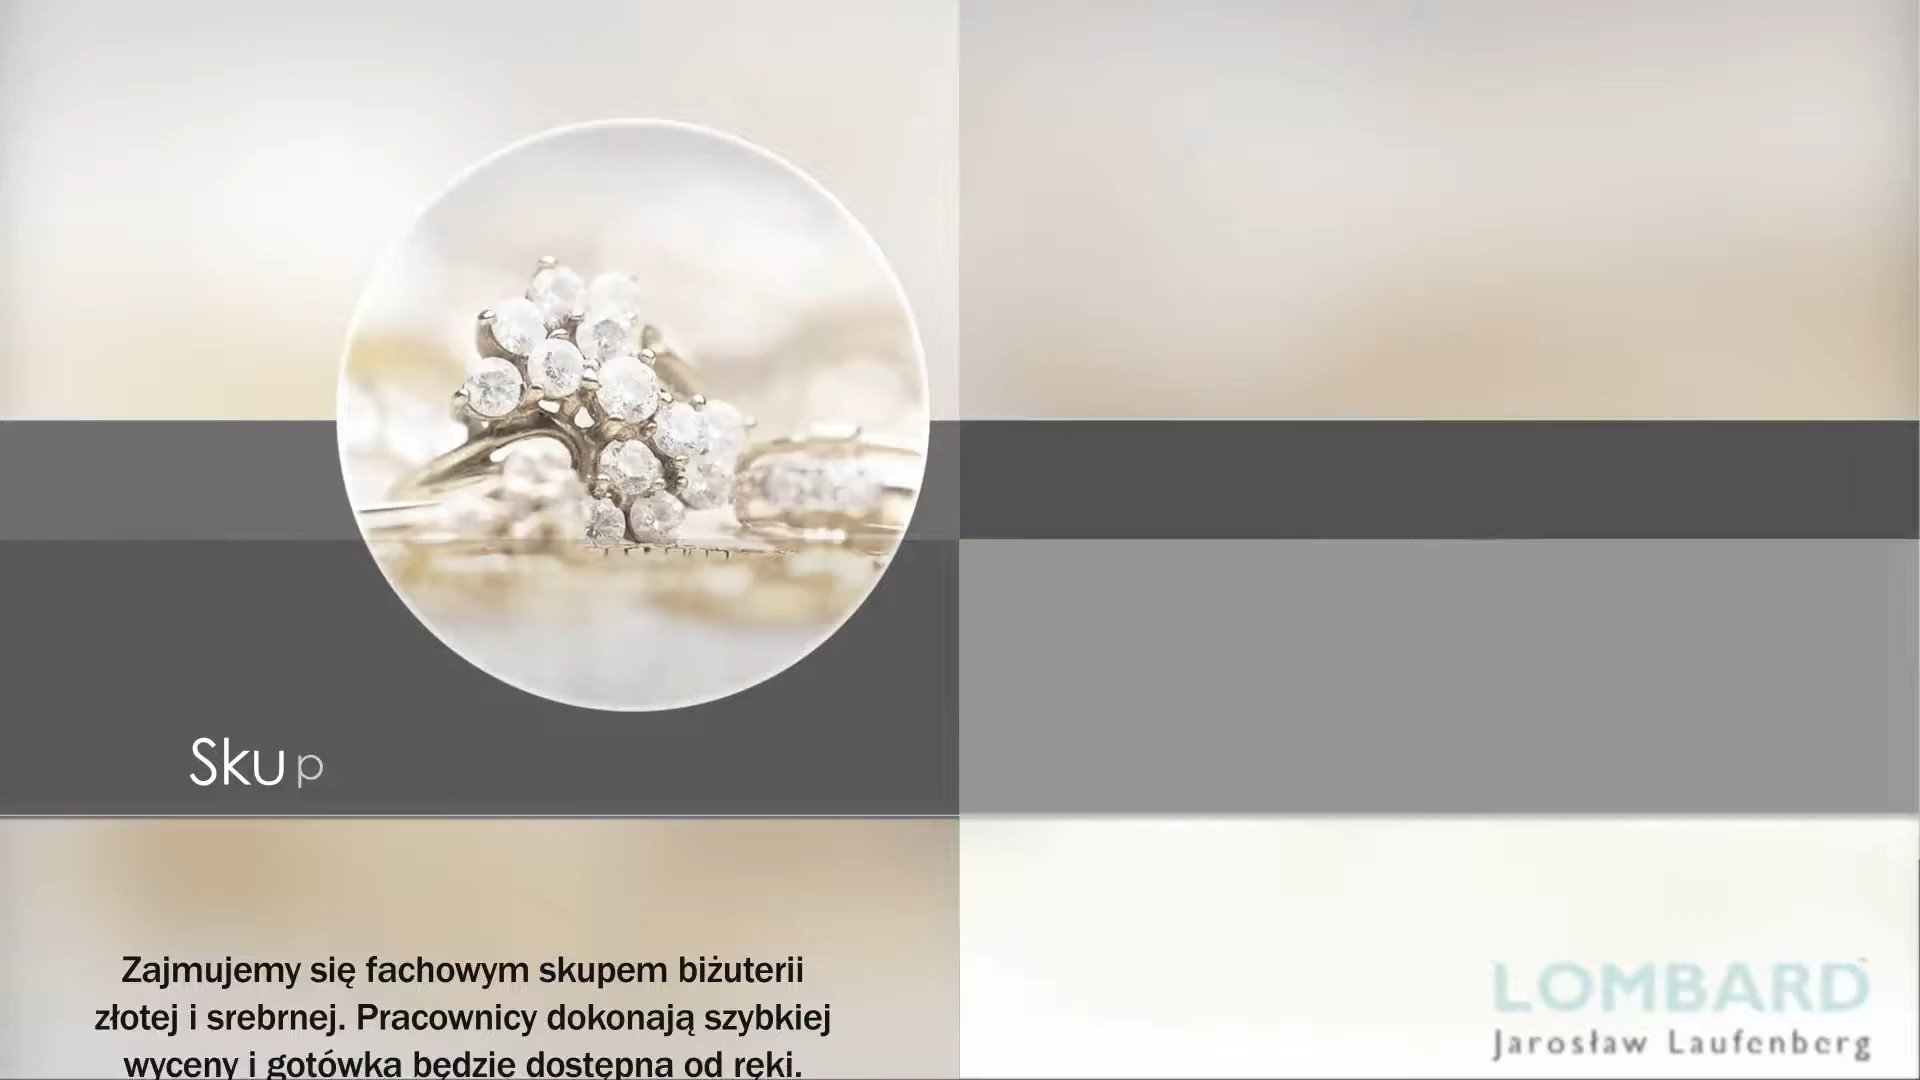 Skup
Zajmujemy się fachowym skupem biżuterii
złotej i srebrnej. Pracownicy dokonają szybkiej
wyceny i gotówka będzie dostępna od ręki.
LOMBARD
Jarosław Laufenberg